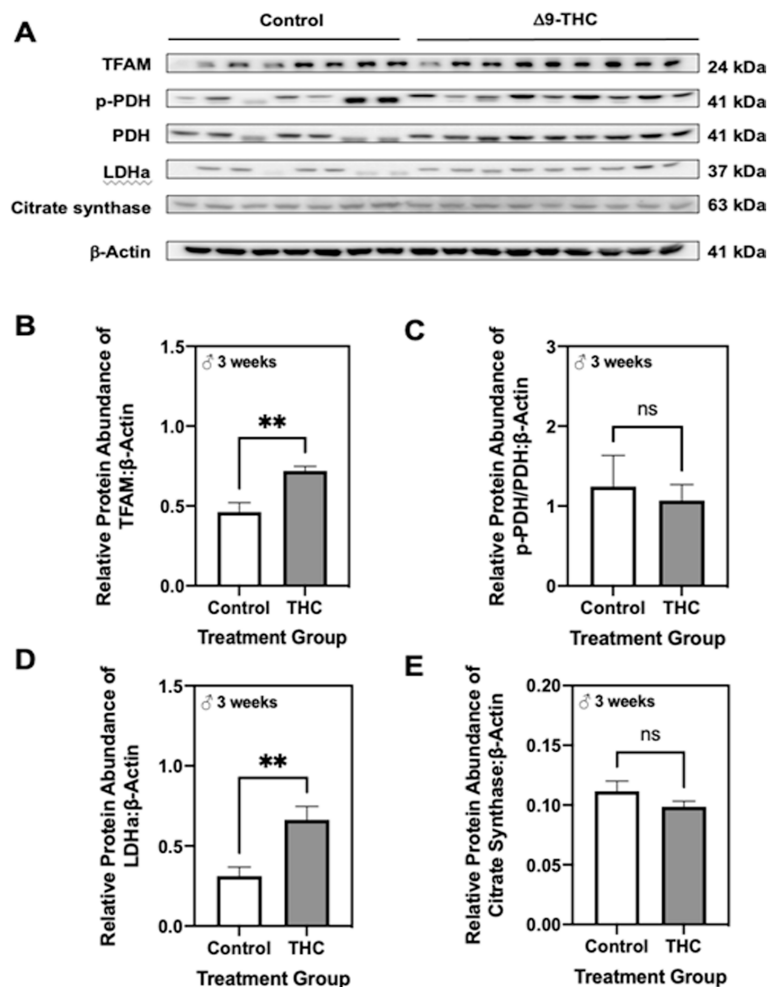 A
Control
Δ9-THC
TFAM
24 kDa
p-PDH
41 kDa
PDH
41 kDa
LDHa
37 kDa
Citrate synthase
63 kDa
β-Actin
41 kDa
B
Relative Protein Abundance of
TFAM:β-Actin
1.5
1.0
0.5
0.0
♂ 3 weeks
**
Control
THC
Treatment Group
C
Relative Protein Abundance of
p-PDH/PDH:β-Actin
3
2
1
0
♂ 3 weeks
ns
Control
THC
Treatment Group
D
Relative Protein Abundance of
LDHa:β-Actin
1.5
1.0
0.5
0.0
♂ 3 weeks
**
Control
THC
Treatment Group
E
Relative Protein Abundance of
Citrate Synthase:β-Actin
0.20
0.15
0.10
0.05
0.00
♂ 3 weeks
ns
Control
THC
Treatment Group